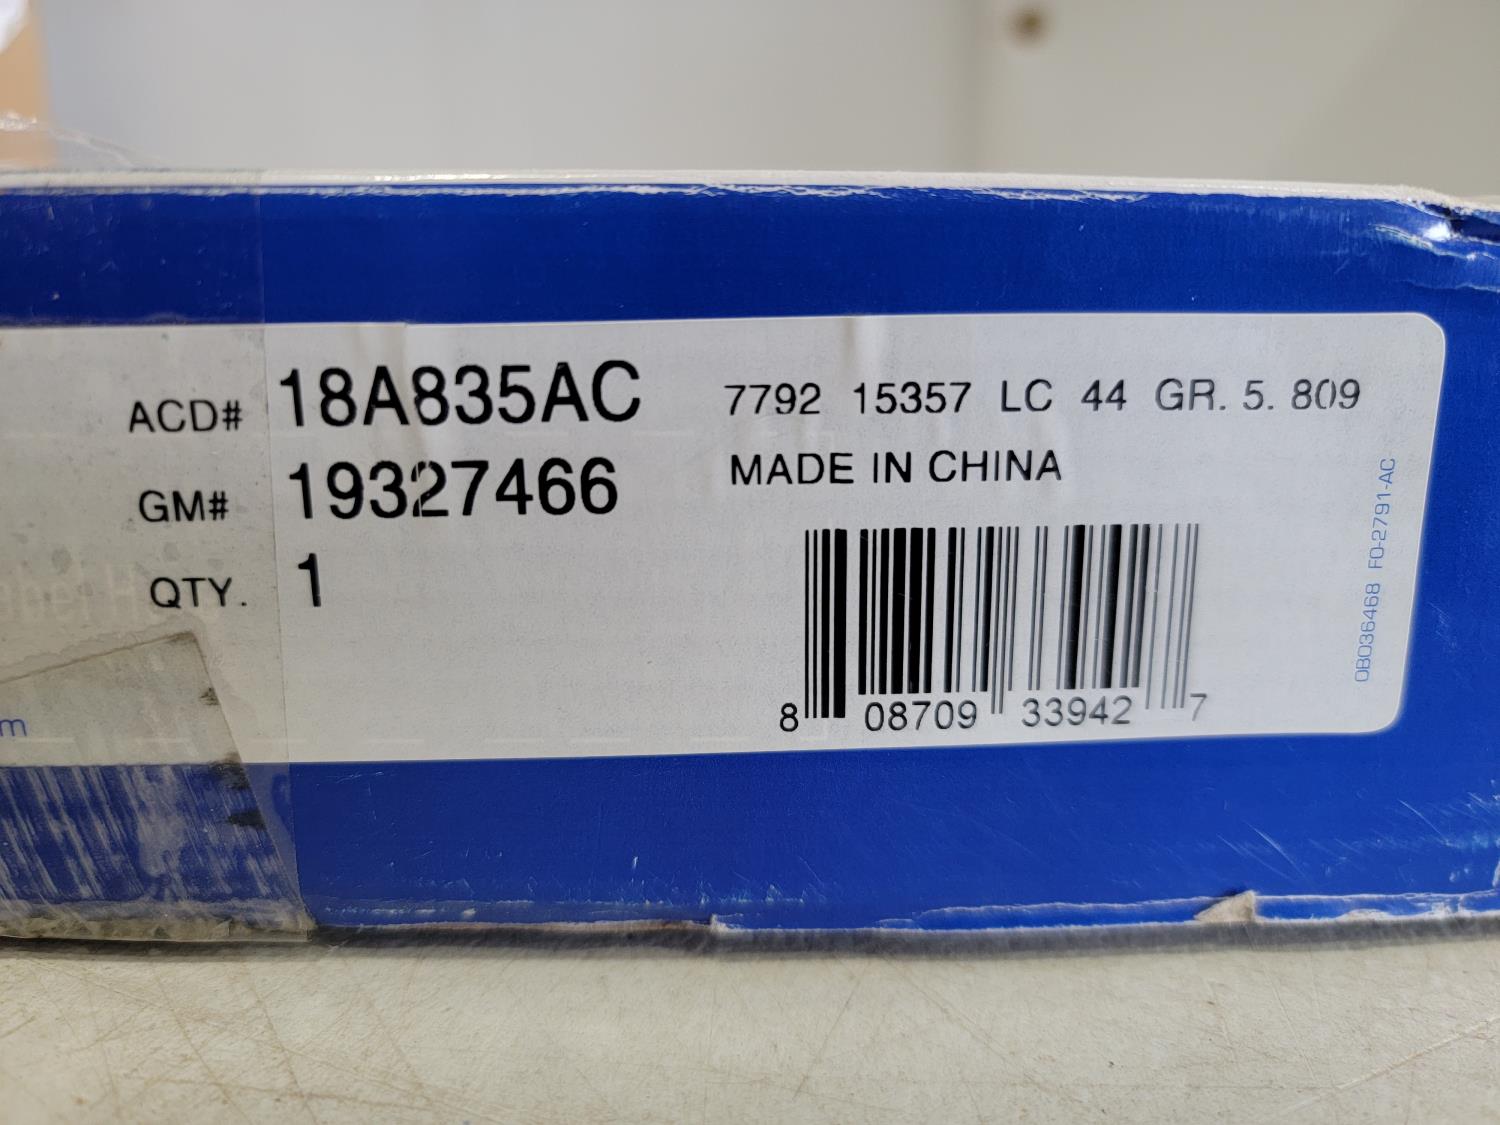 ACD# 18A835AC
GM# 19327466
QTY. 1
7792 15357 LC 44 GR. 5. 809
MADE IN CHINA
8 08709 33942 7
0B036468 F0-2791-AC
m